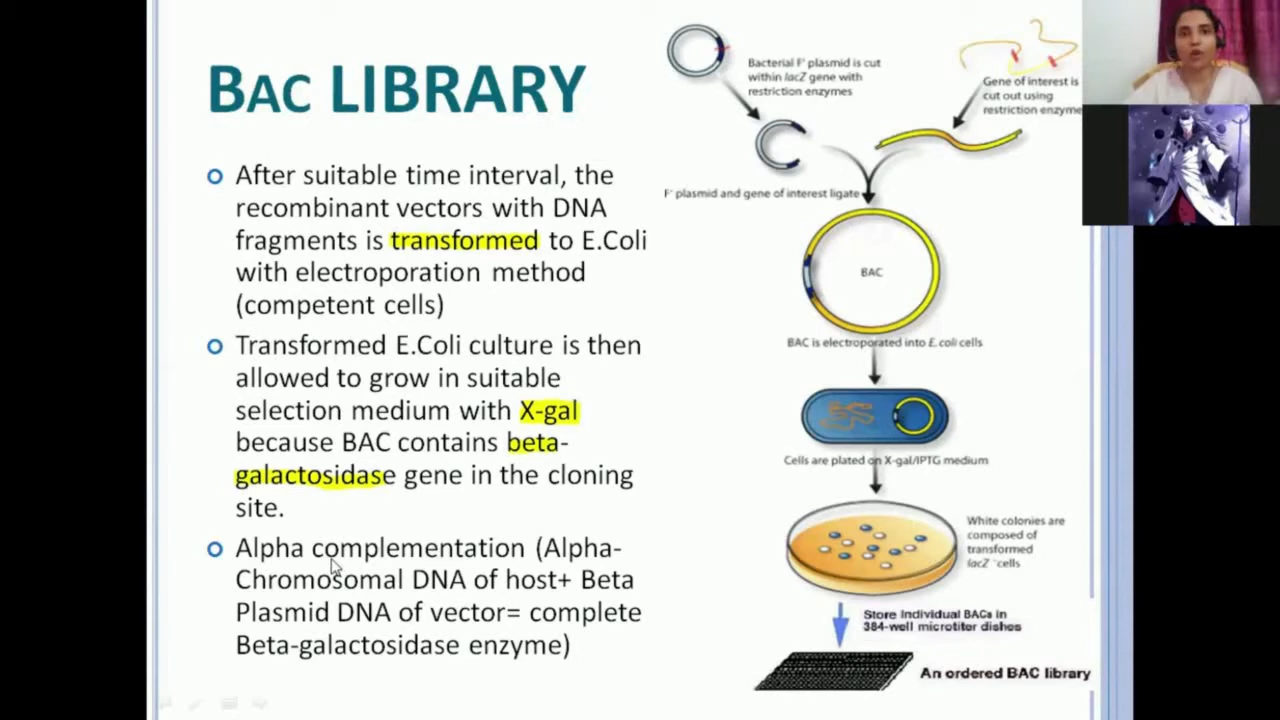 BAC LIBRARY
After suitable time interval, the
recombinant vectors with DNA
fragments is transformed to E.Coli
with electroporation method
(competent cells)
Transformed E.Coli culture is then
allowed to grow in suitable
selection medium with X-gal
because BAC contains beta-
galactosidase gene in the cloning
site.
Alpha complementation (Alpha-
Chromosomal DNA of host+ Beta
Plasmid DNA of vector= complete
Beta-galactosidase enzyme)
Bacterial F' plasmid is cut
within lacZ gene with
restriction enzymes
Gene of interest is
cut out using
restriction enzyme
F' plasmid and gene of interest ligate
BAC
BAC is electroporated into E. coli cells
Cells are plated on X-gal/IPTG medium
White colonies are
composed of
transformed
lacZ⁻ cells
Store Individual BACs in
384-well microtiter dishes
An ordered BAC library